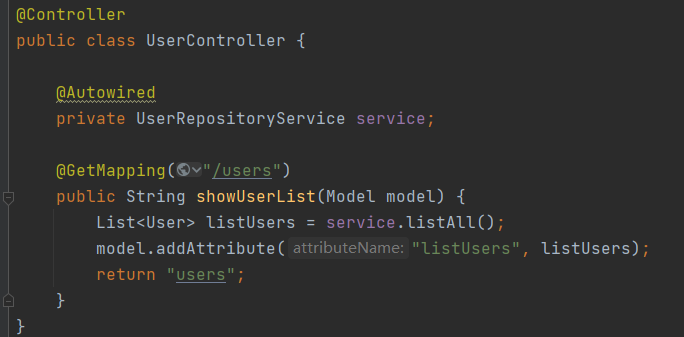 @Controller
public class UserController {
@Autowired
private UserRepositoryService service;
@GetMapping("/users")
public String showUserList(Model model) {
List<User> listUsers = service.listAll();
model.addAttribute( attributeName: "listUsers", listUsers);
return "users";
}
}